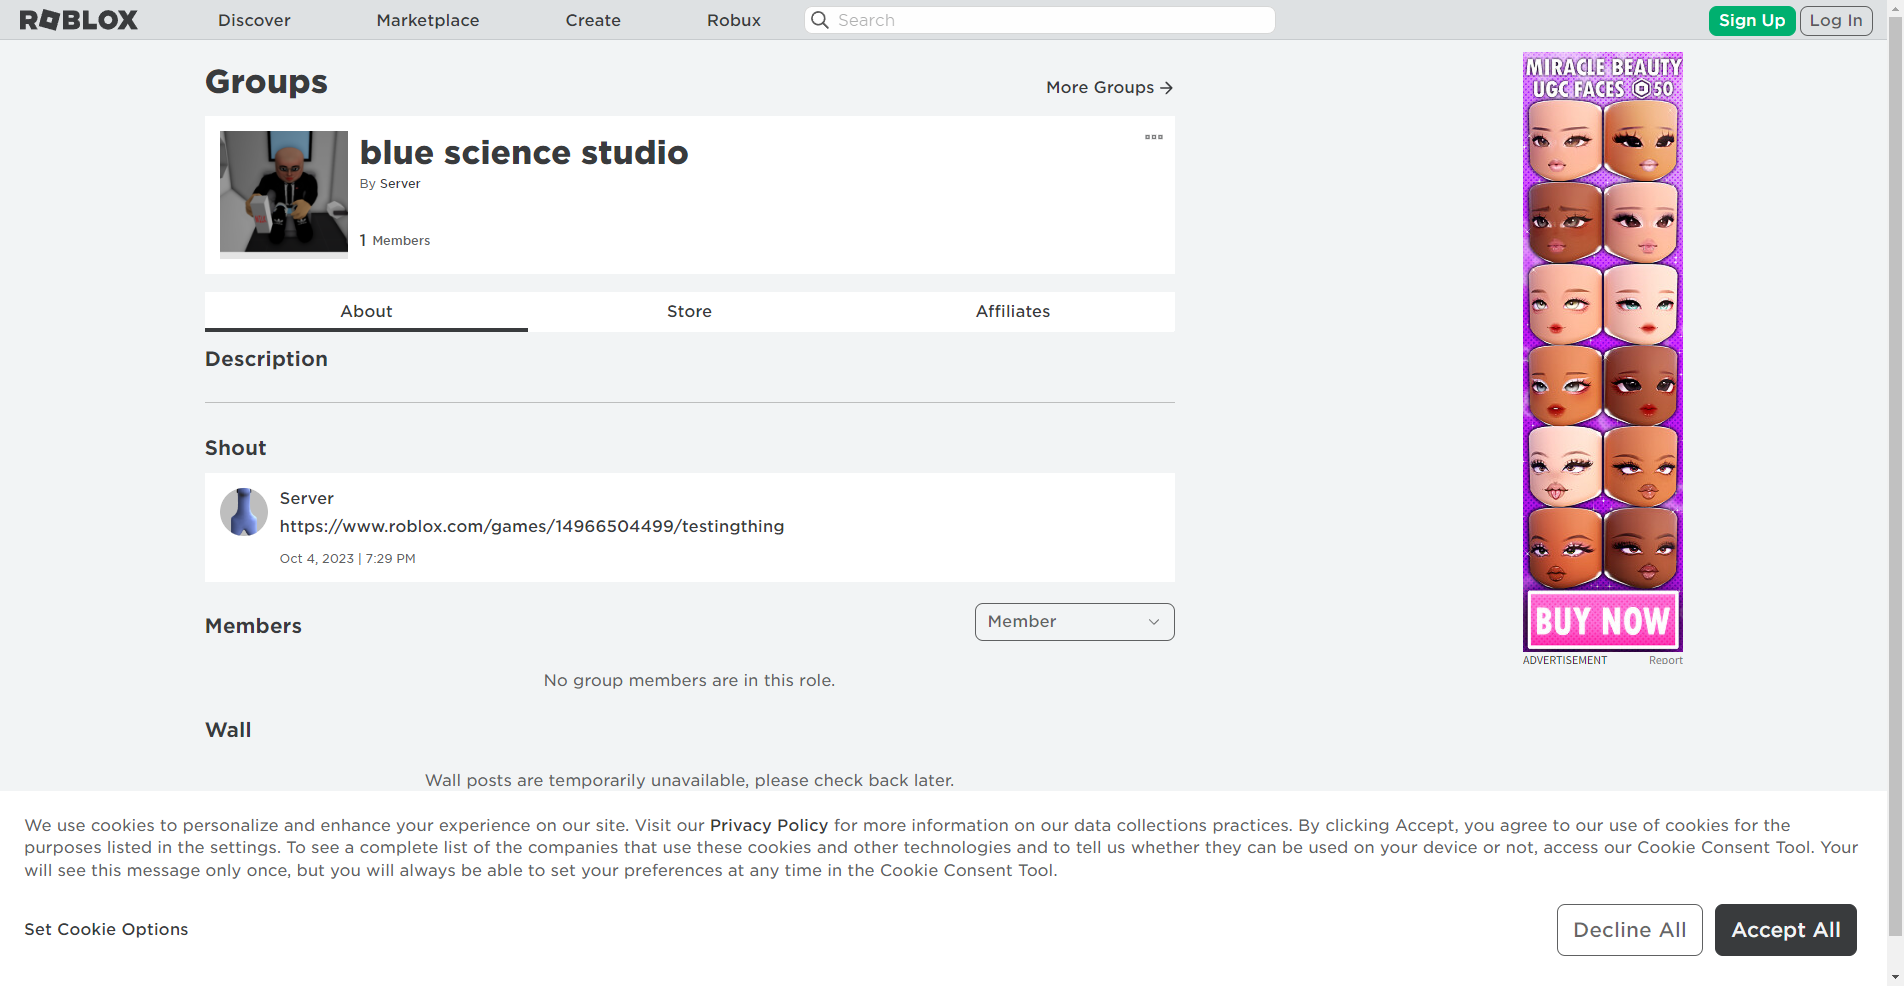 ROBLOX
Discover
Marketplace
Create
Robux
Search
Sign Up
Log In
Groups
More Groups →
blue science studio
By Server
1 Members
About
Store
Affiliates
Description
Shout
Server
https://www.roblox.com/games/14966504499/testingthing
Oct 4, 2023 | 7:29 PM
Members
Member
No group members are in this role.
Wall
Wall posts are temporarily unavailable, please check back later.
MIRACLE BEAUTY
UGC FACES 50
BUY NOW
ADVERTISEMENT
Report
We use cookies to personalize and enhance your experience on our site. Visit our Privacy Policy for more information on our data collections practices. By clicking Accept, you agree to our use of cookies for the
purposes listed in the settings. To see a complete list of the companies that use these cookies and other technologies and to tell us whether they can be used on your device or not, access our Cookie Consent Tool. Your
will see this message only once, but you will always be able to set your preferences at any time in the Cookie Consent Tool.
Set Cookie Options
Decline All
Accept All